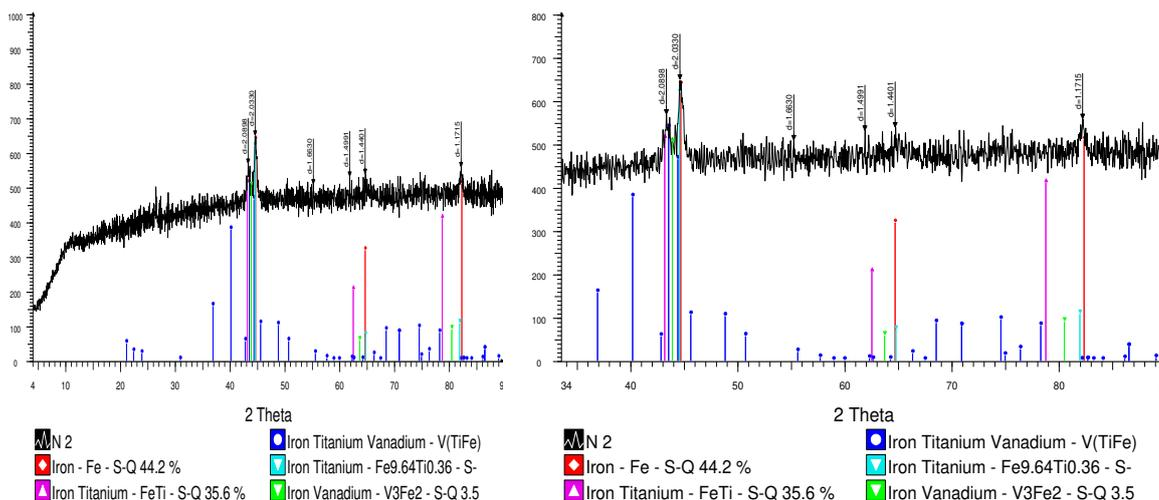 1000
900
800
700
600
500
400
300
200
100
0
d=2.0898
d=2.0330
d=1.6630
d=1.4991
d=1.4401
d=1.1715
4 10 20 30 40 50 60 70 80 9
2 Theta
N 2
Iron - Fe - S-Q 44.2 %
Iron Titanium - FeTi - S-Q 35.6 %
Iron Titanium Vanadium - V(TiFe)
Iron Titanium - Fe9.64Ti0.36 - S-
Iron Vanadium - V3Fe2 - S-Q 3.5
800
700
600
500
400
300
200
100
0
d=2.0898
d=2.0330
d=1.6630
d=1.4991
d=1.4401
d=1.1715
34 40 50 60 70 80
2 Theta
N 2
Iron - Fe - S-Q 44.2 %
Iron Titanium - FeTi - S-Q 35.6 %
Iron Titanium Vanadium - V(TiFe)
Iron Titanium - Fe9.64Ti0.36 - S-
Iron Vanadium - V3Fe2 - S-Q 3.5